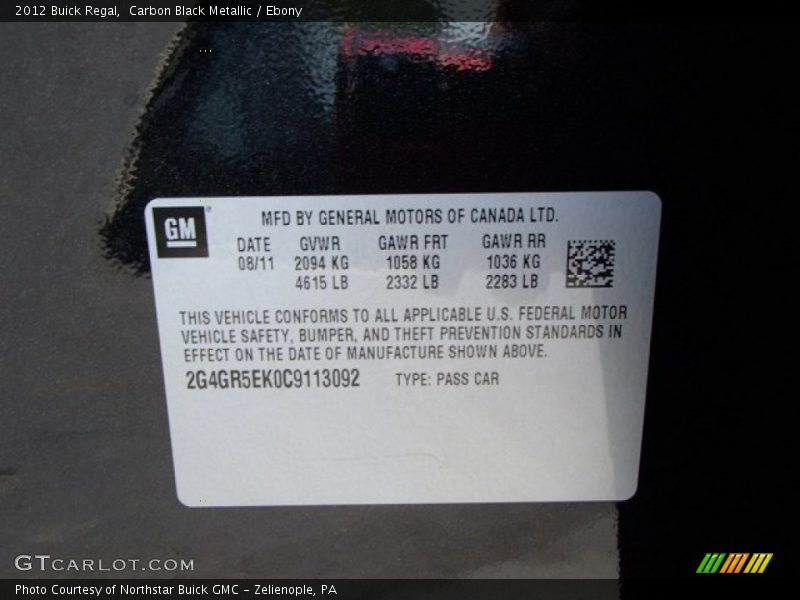 2012 Buick Regal,  Carbon Black Metallic / Ebony
GM
MFD BY GENERAL MOTORS OF CANADA LTD.
DATE GVWR GAWR FRT GAWR RR
08/11 2094 KG 1058 KG 1036 KG
4615 LB 2332 LB 2283 LB
THIS VEHICLE CONFORMS TO ALL APPLICABLE U.S. FEDERAL MOTOR
VEHICLE SAFETY, BUMPER, AND THEFT PREVENTION STANDARDS IN
EFFECT ON THE DATE OF MANUFACTURE SHOWN ABOVE.
2G4GR5EK0C9113092 TYPE: PASS CAR
GTCARLOT.COM
Photo Courtesy of Northstar Buick GMC – Zelienople, PA